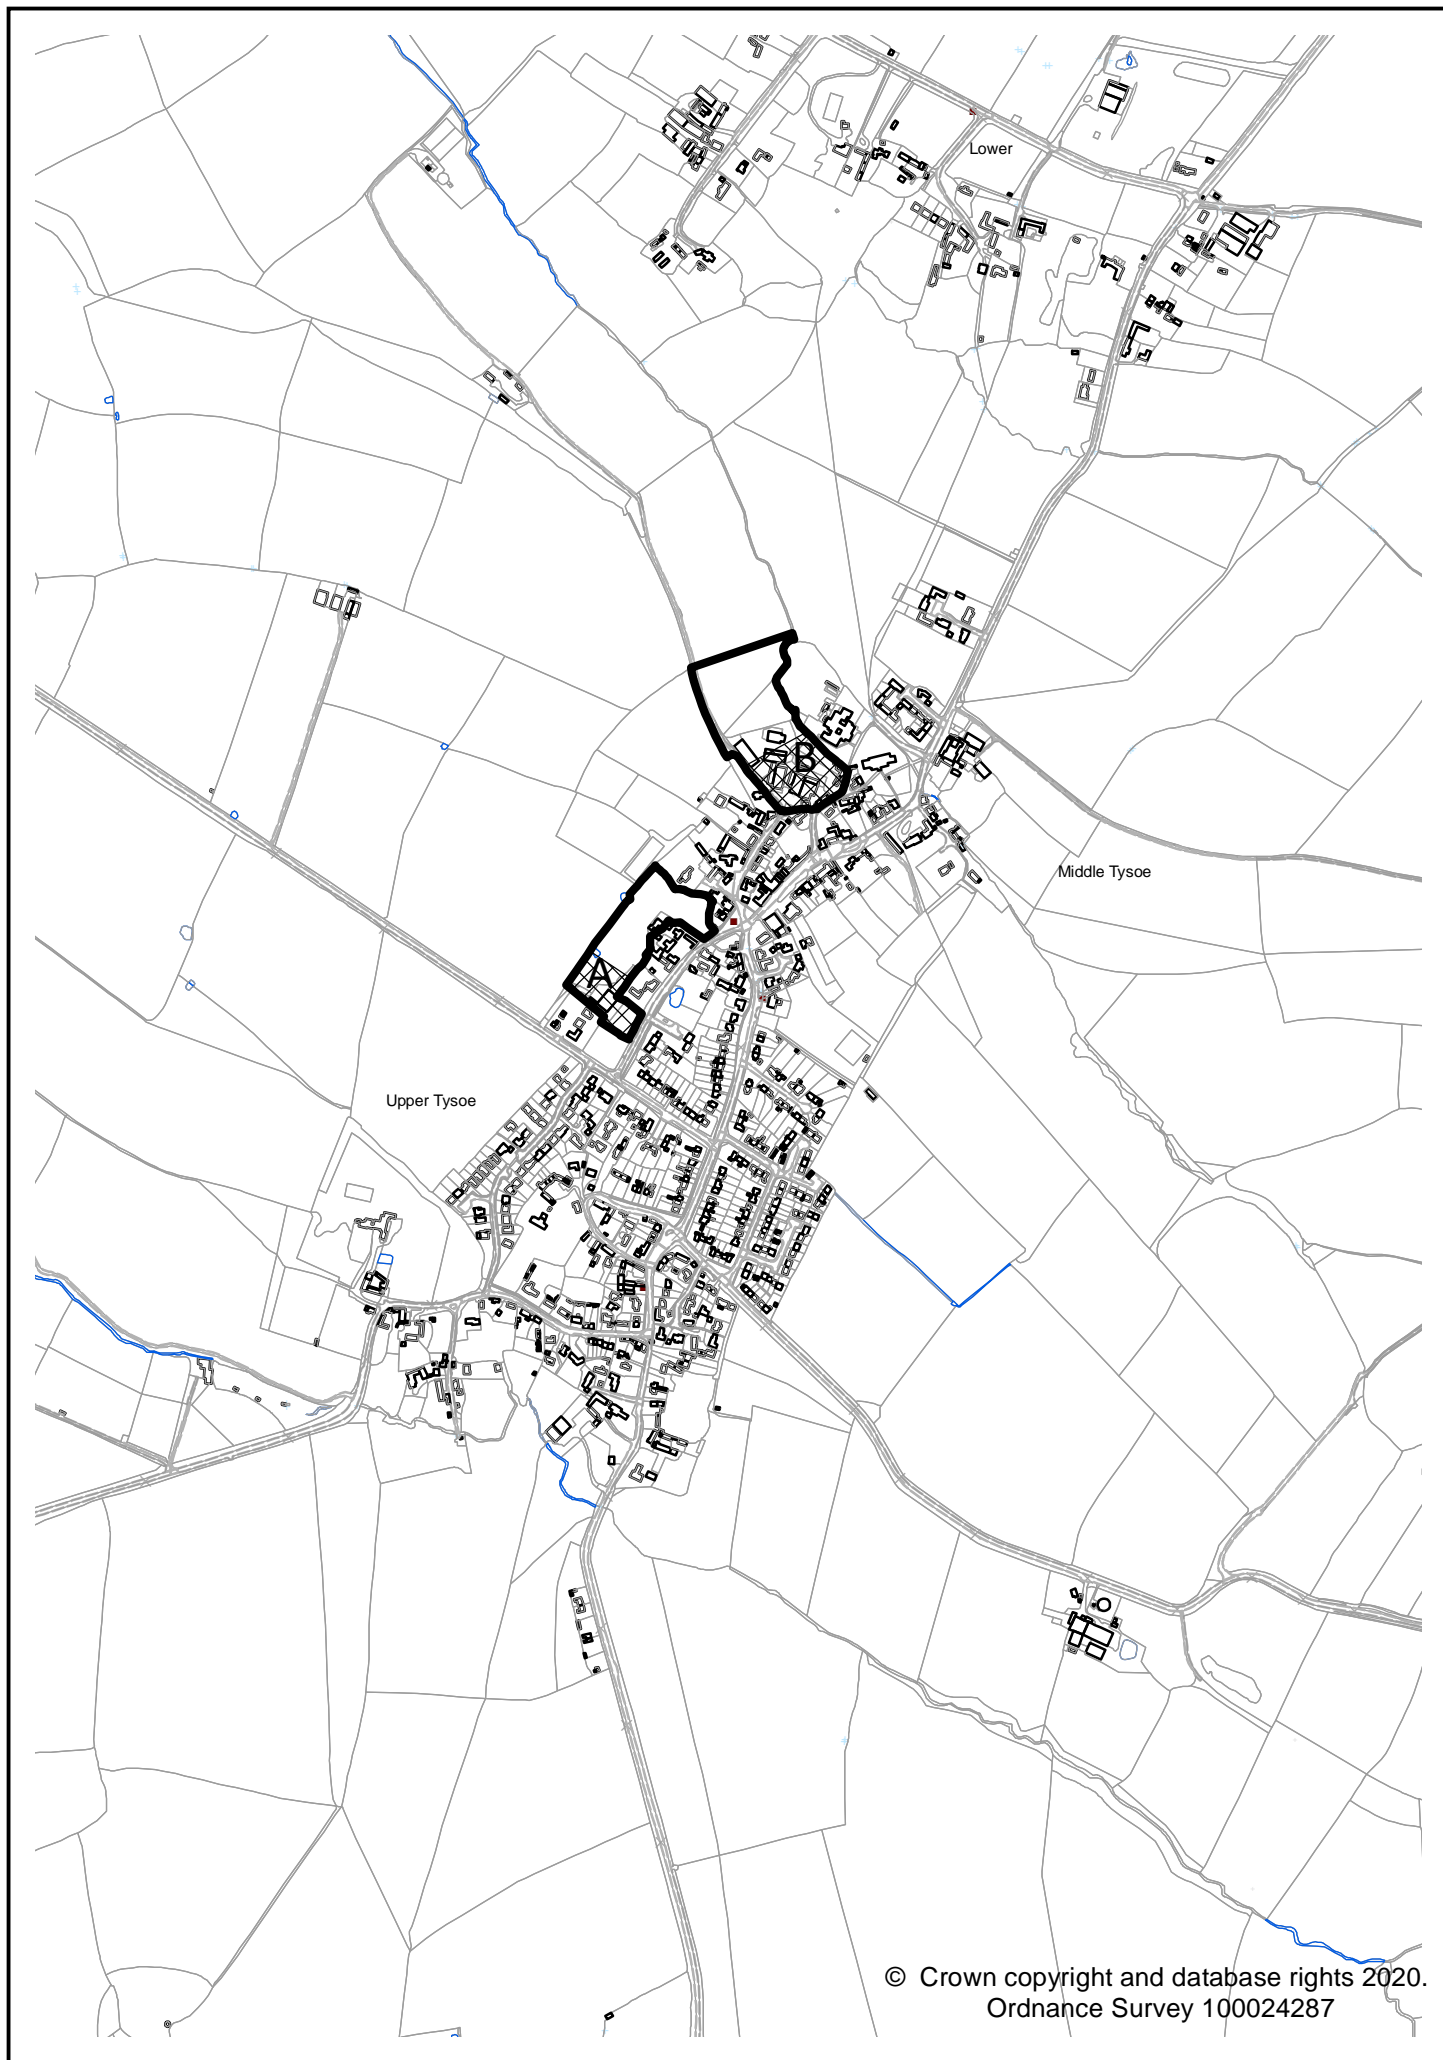 Lower
B
Middle Tysoe
A
Upper Tysoe
© Crown copyright and database rights 2020.
Ordnance Survey 100024287